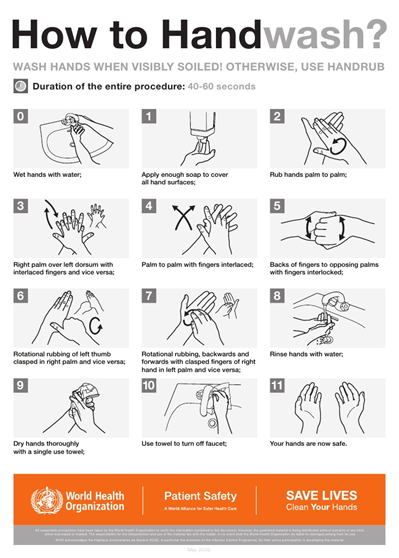 How to Handwash?
WASH HANDS WHEN VISIBLY SOILED! OTHERWISE, USE HANDRUB
Duration of the entire procedure: 40-60 seconds
0
Wet hands with water;
1
Apply enough soap to cover
all hand surfaces;
2
Rub hands palm to palm;
3
Right palm over left dorsum with
interlaced fingers and vice versa;
4
Palm to palm with fingers interlaced;
5
Backs of fingers to opposing palms
with fingers interlocked;
6
Rotational rubbing of left thumb
clasped in right palm and vice versa;
7
Rotational rubbing, backwards and
forwards with clasped fingers of right
hand in left palm and vice versa;
8
Rinse hands with water;
9
Dry hands thoroughly
with a single use towel;
10
Use towel to turn off faucet;
11
Your hands are now safe.
World Health
Organization
Patient Safety
A World Alliance for Safer Health Care
SAVE LIVES
Clean Your Hands